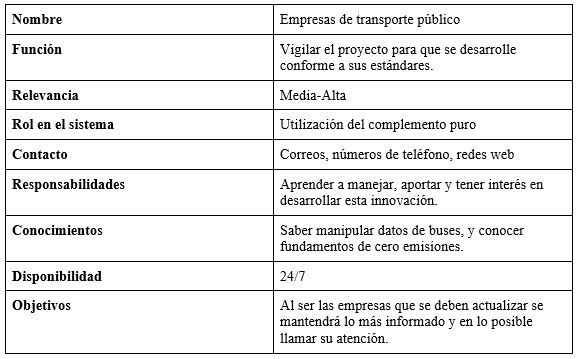 Nombre Empresas de transporte público
Función Vigilar el proyecto para que se desarrolle
conforme a sus estándares.
Relevancia Media-Alta
Rol en el sistema Utilización del complemento puro
Contacto Correos, números de teléfono, redes web
Responsabilidades Aprender a manejar, aportar y tener interés en
desarrollar esta innovación.
Conocimientos Saber manipular datos de buses, y conocer
fundamentos de cero emisiones.
Disponibilidad 24/7
Objetivos Al ser las empresas que se deben actualizar se
mantendrá lo más informado y en lo posible
llamar su atención.